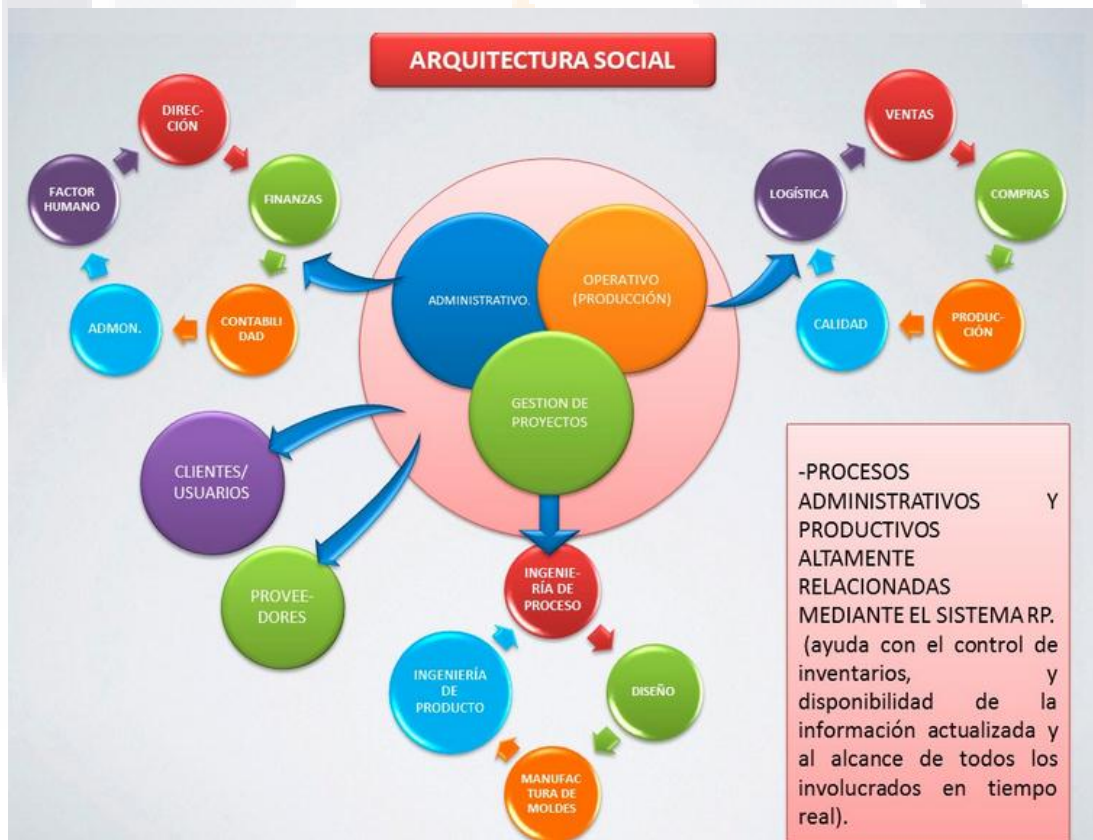 ARQUITECTURA SOCIAL
DIREC-
CIÓN
FINANZAS
CONTABILI
DAD
ADMON.
FACTOR
HUMANO
ADMINISTRATIVO.
OPERATIVO
(PRODUCCIÓN)
GESTION DE
PROYECTOS
VENTAS
COMPRAS
PRODUC-
CIÓN
CALIDAD
LOGÍSTICA
CLIENTES/
USUARIOS
PROVEE-
DORES
INGENIE-
RÍA DE
PROCESO
DISEÑO
MANUFAC
TURA DE
MOLDES
INGENIERÍA
DE
PRODUCTO
-PROCESOS
ADMINISTRATIVOS Y
PRODUCTIVOS
ALTAMENTE
RELACIONADAS
MEDIANTE EL SISTEMA RP.
(ayuda con el control de
inventarios, y
disponibilidad de la
información actualizada y
al alcance de todos los
involucrados en tiempo
real).